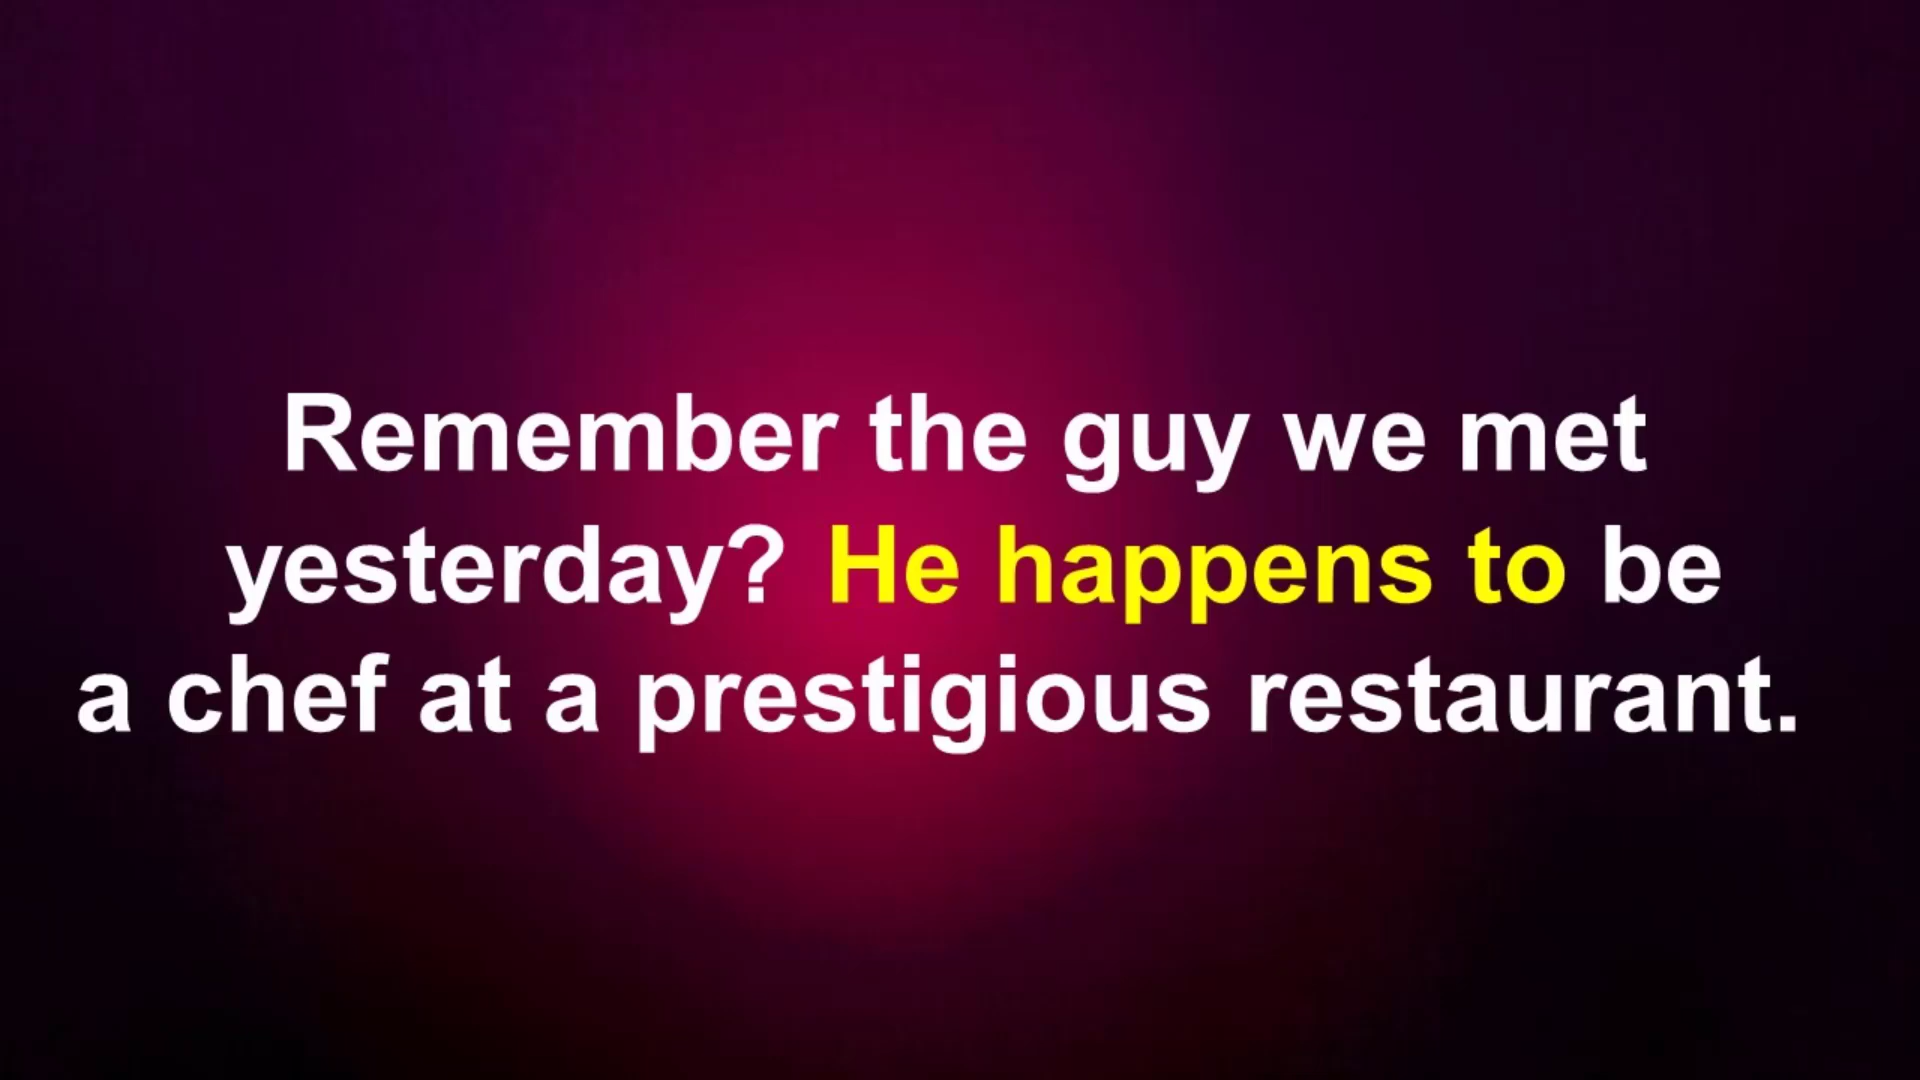 Remember the guy we met
yesterday? He happens to be
a chef at a prestigious restaurant.